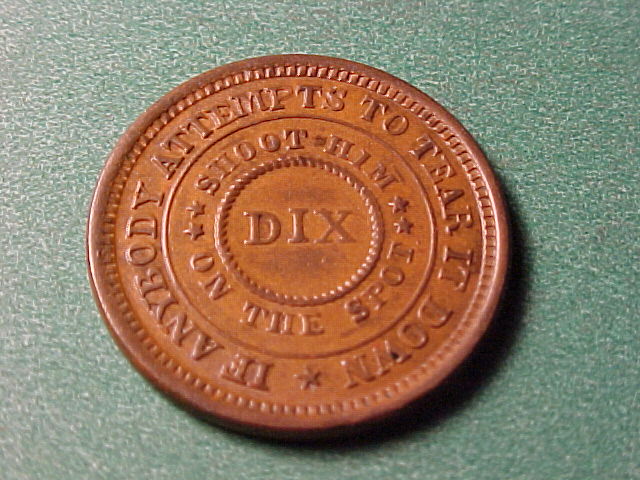 IF ANYBODY ATTEMPTS TO TEAR IT DOWN
SHOOT HIM
ON THE SPOT
DIX